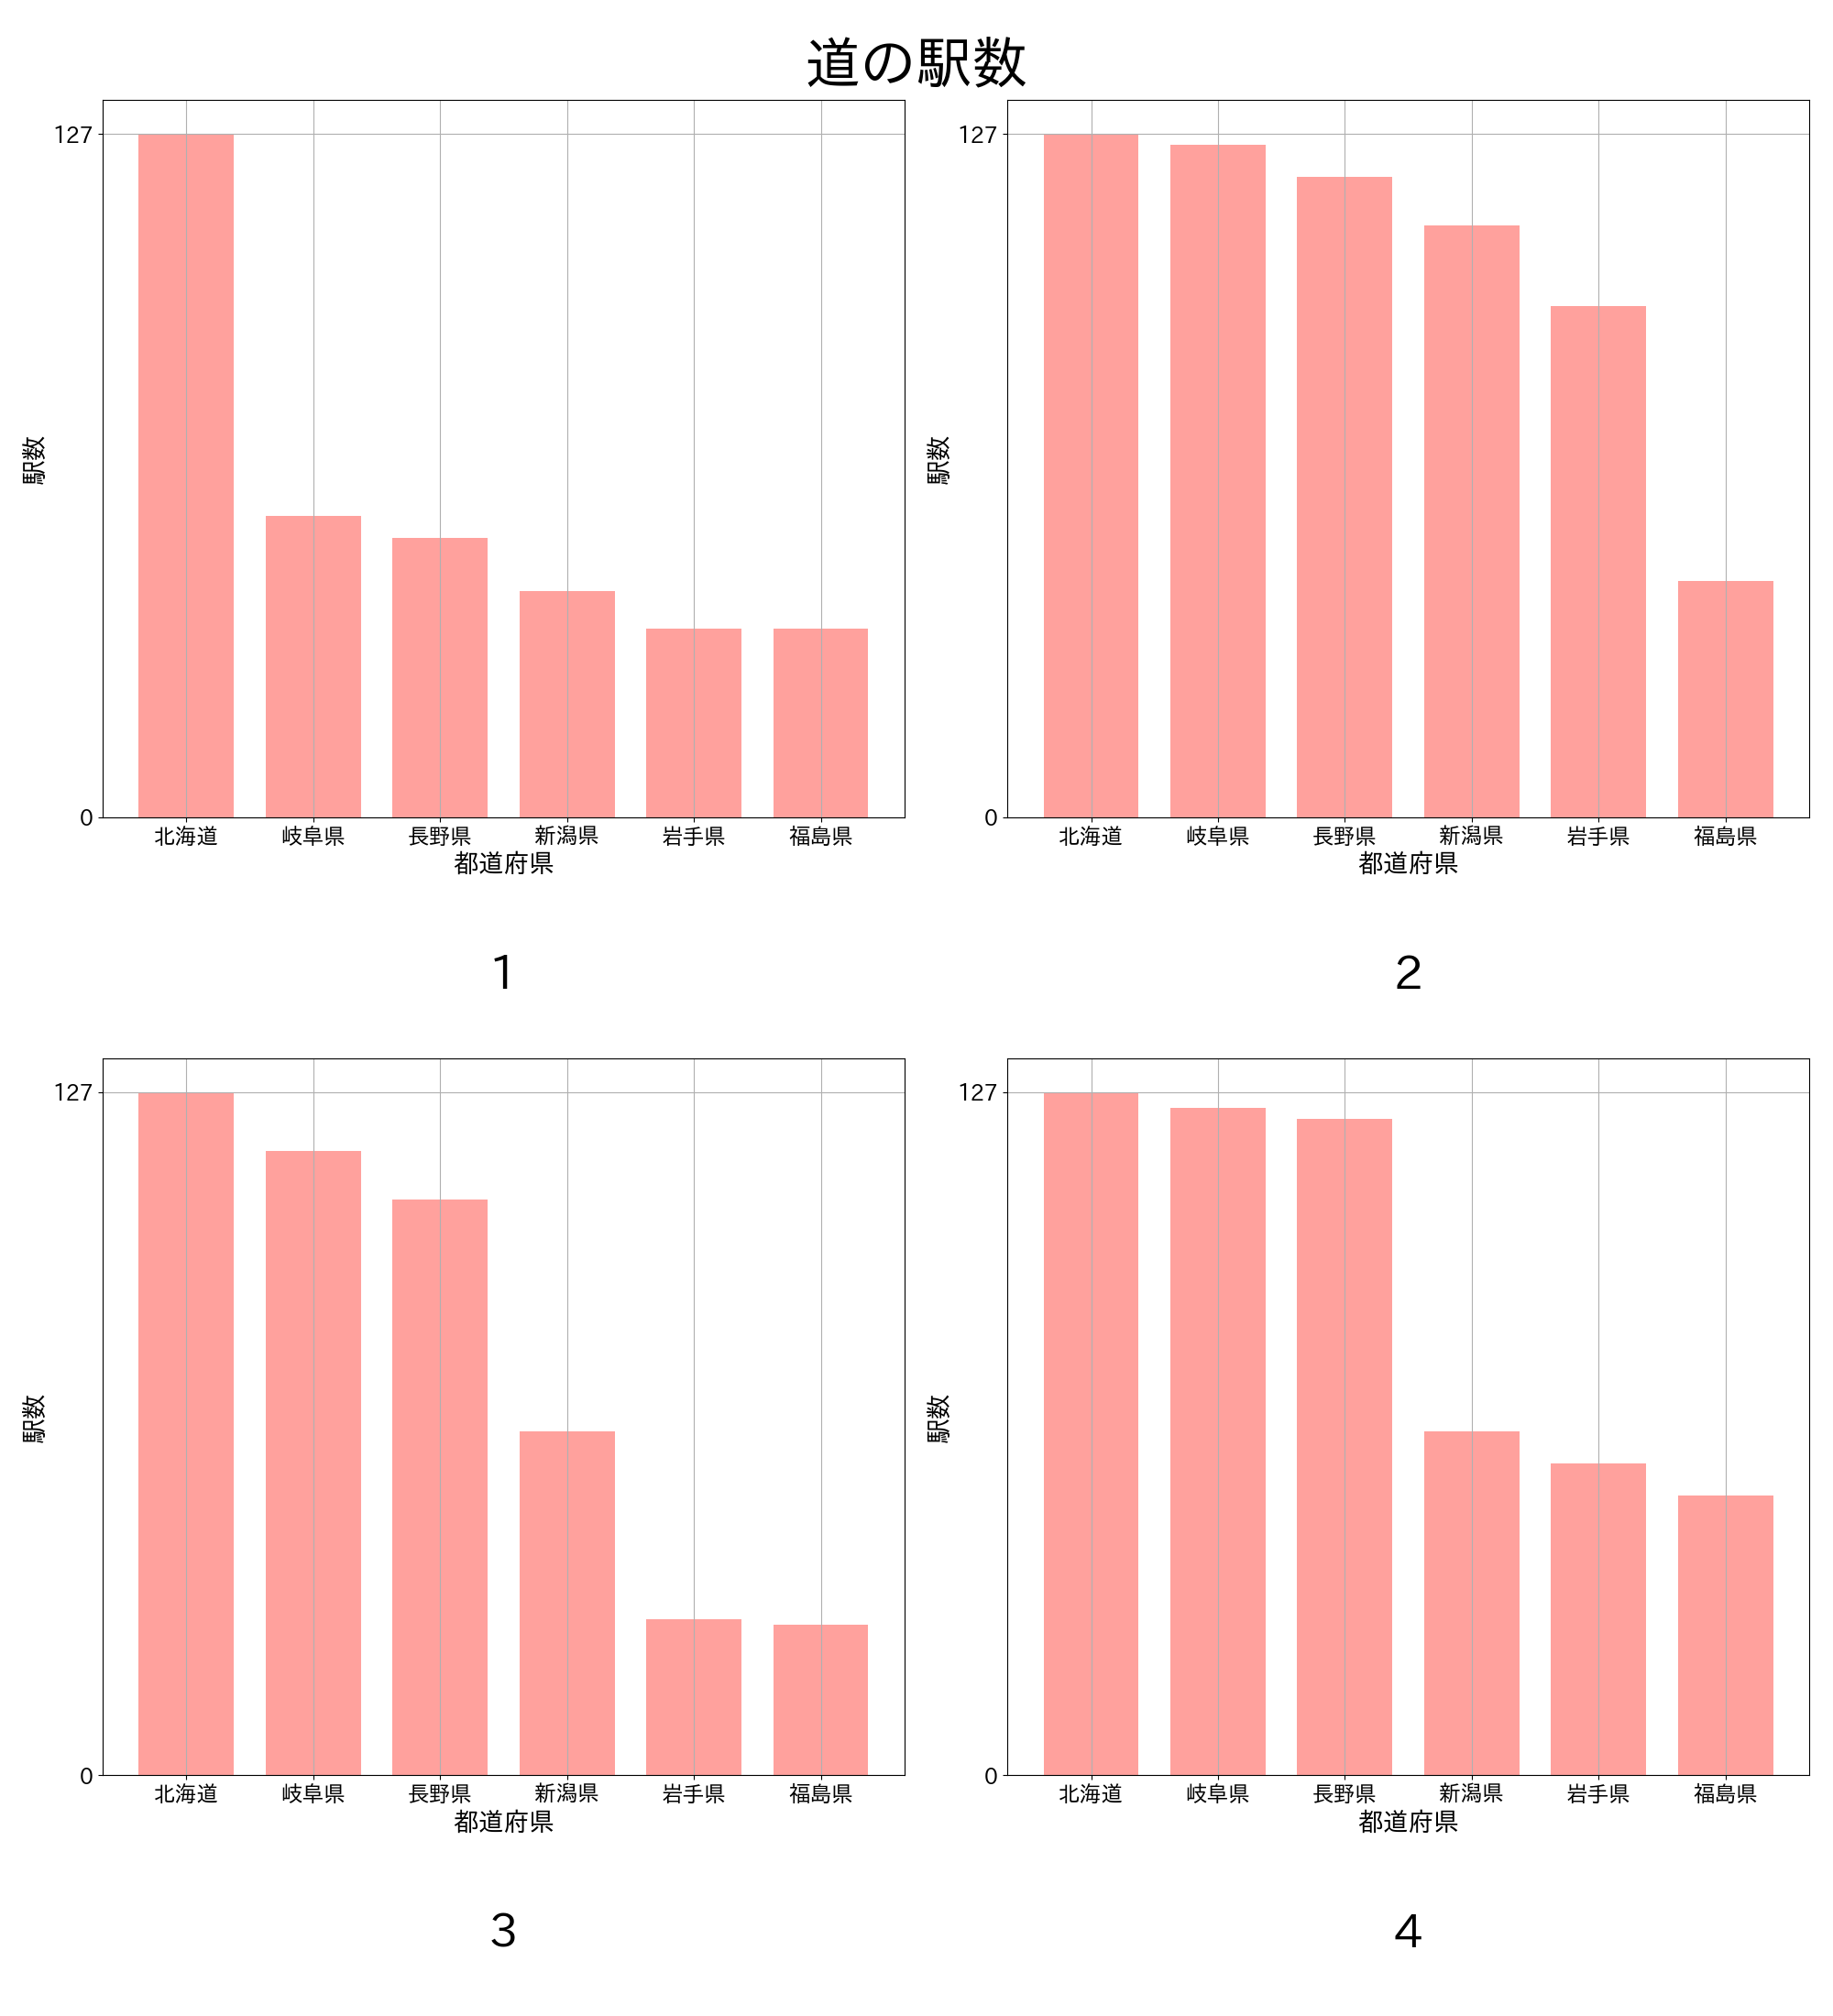 道の駅数
127
0
駅数
北海道 岐阜県 長野県 新潟県 岩手県 福島県
都道府県
1
127
0
駅数
北海道 岐阜県 長野県 新潟県 岩手県 福島県
都道府県
2
127
0
駅数
北海道 岐阜県 長野県 新潟県 岩手県 福島県
都道府県
3
127
0
駅数
北海道 岐阜県 長野県 新潟県 岩手県 福島県
都道府県
4